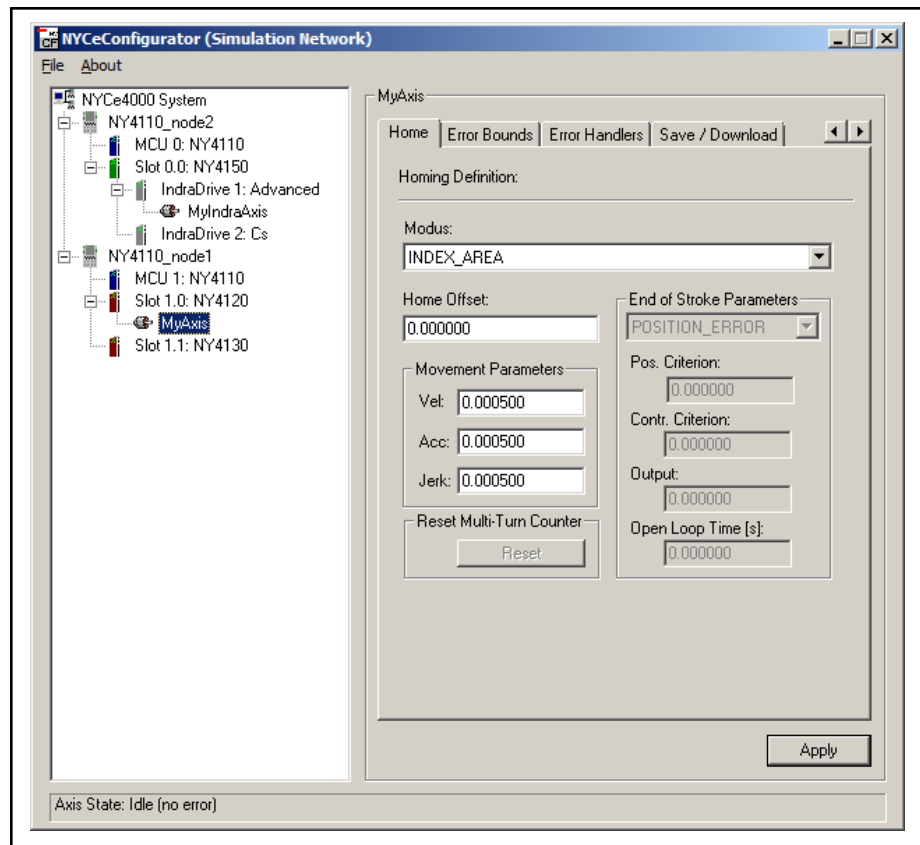 NYCeConfigurator (Simulation Network)
File About
NYCe4000 System
NY4110_node2
MCU 0: NY4110
Slot 0.0: NY4150
IndraDrive 1: Advanced
MyIndraAxis
IndraDrive 2: Cs
NY4110_node1
MCU 1: NY4110
Slot 1.0: NY4120
MyAxis
Slot 1.1: NY4130
MyAxis
Home Error Bounds Error Handlers Save / Download
Homing Definition:
Modus:
INDEX_AREA
Home Offset:
0.000000
Movement Parameters
Vel: 0.000500
Acc: 0.000500
Jerk: 0.000500
Reset Multi-Turn Counter
Reset
End of Stroke Parameters
POSITION_ERROR
Pos. Criterion:
0.000000
Contr. Criterion:
0.000000
Output:
0.000000
Open Loop Time [s]:
0.000000
Apply
Axis State: Idle (no error)